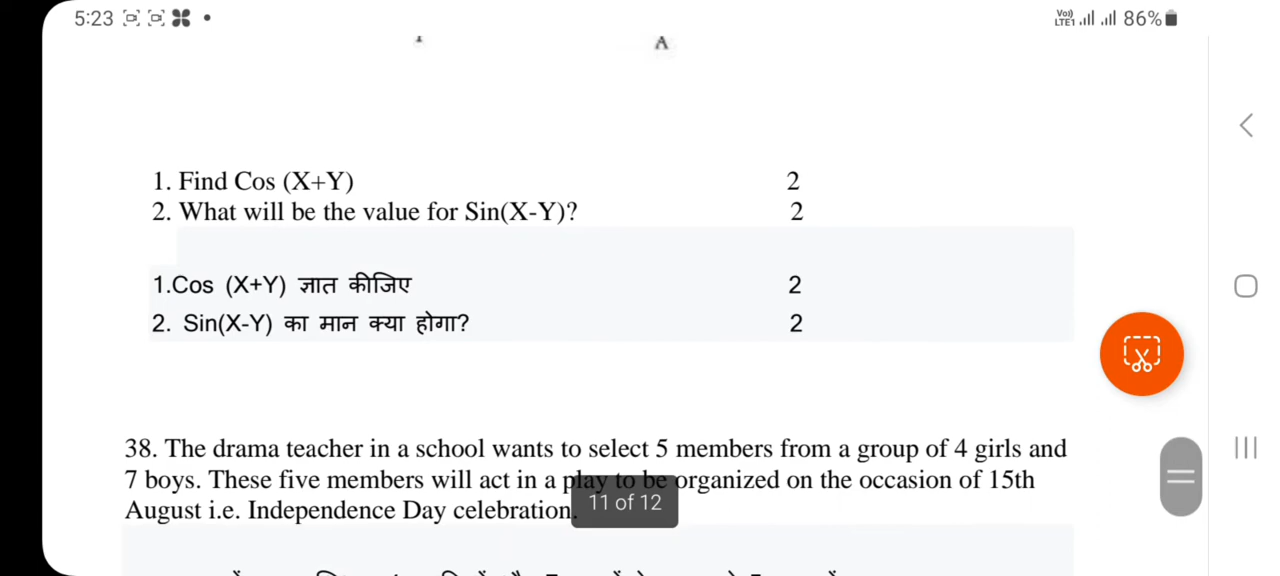 5:23
Vo)) LTE1 86%
1. Find Cos (X+Y) 2
2. What will be the value for Sin(X-Y)? 2
1.Cos (X+Y) ज्ञात कीजिए 2
2. Sin(X-Y) का मान क्या होगा? 2
38. The drama teacher in a school wants to select 5 members from a group of 4 girls and
7 boys. These five members will act in a play to be organized on the occasion of 15th
August i.e. Independence Day celebration.
11 of 12